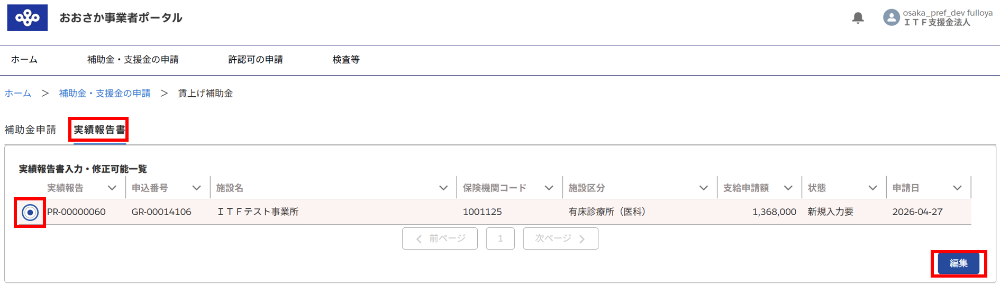 おおさか事業者ポータル
osaka_pref_dev fulloya
ＩＴＦ支援金法人
ホーム 補助金・支援金の申請 許認可の申請 検査等
ホーム ＞ 補助金・支援金の申請 ＞ 賃上げ補助金
補助金申請 実績報告書
実績報告書入力・修正可能一覧
実績報告 申込番号 施設名 保険機関コード 施設区分 支給申請額 状態 申請日
PR-00000060 GR-00014106 ＩＴＦテスト事業所 1001125 有床診療所（医科） 1,368,000 新規入力要 2026-04-27
前ページ 1 次ページ
編集